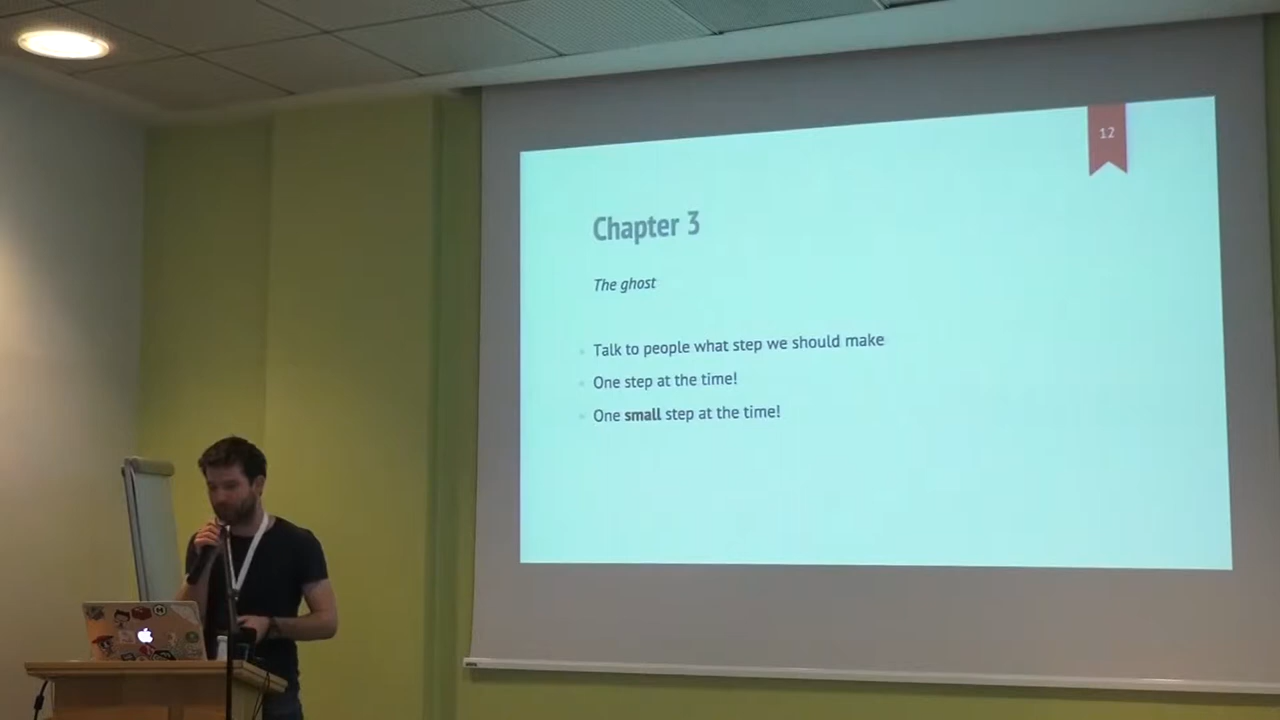 12
Chapter 3
The ghost
Talk to people what step we should make
One step at the time!
One small step at the time!